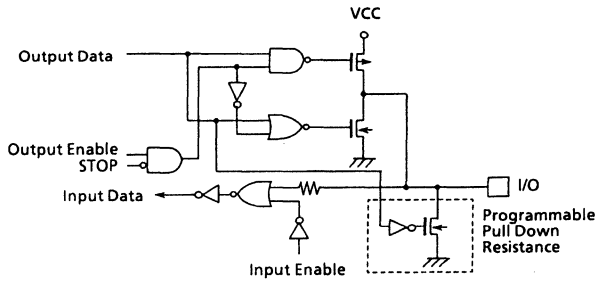 VCC
Output Data
Output Enable
STOP
Input Data
I/O
Programmable
Pull Down
Resistance
Input Enable